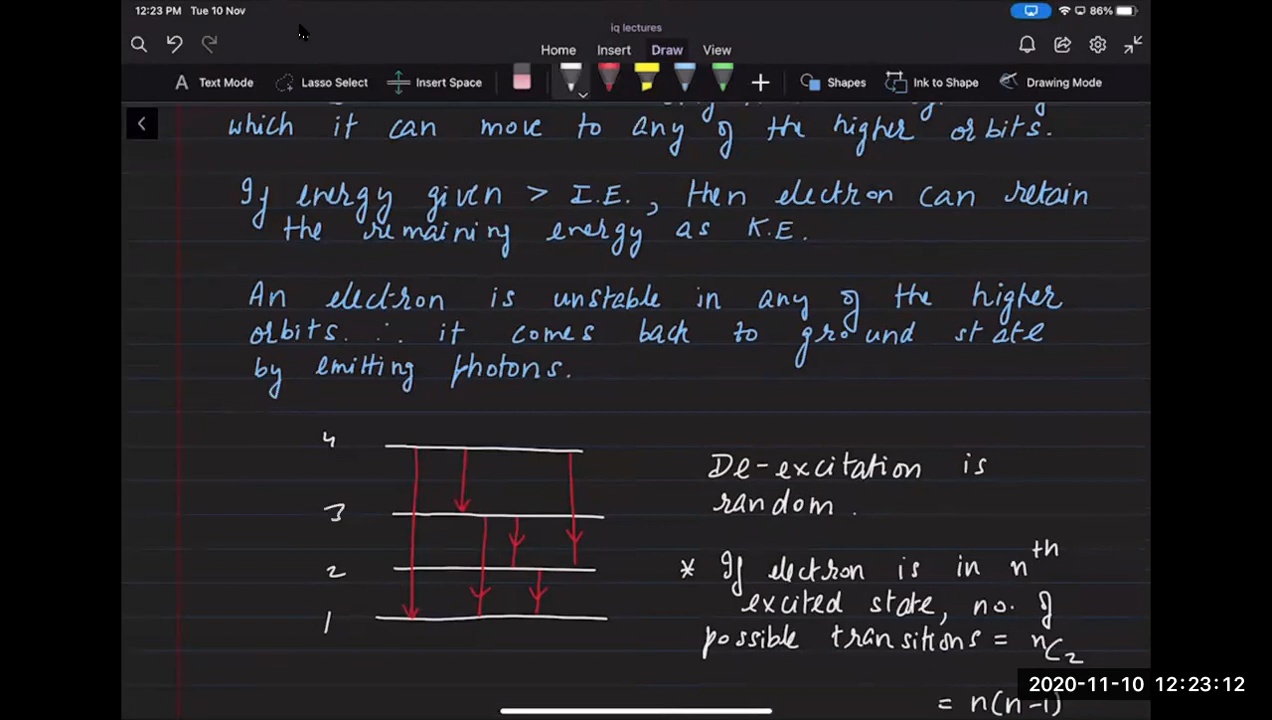 12:23 PM Tue 10 Nov
86%
iq lectures
Home Insert Draw View
Text Mode Lasso Select Insert Space Shapes Ink to Shape Drawing Mode
which it can move to any of the higher orbits.
If energy given > I.E., then electron can retain
the remaining energy as K.E.
An electron is unstable in any of the higher
orbits. ∴ it comes back to ground state
by emitting photons.
4
3
2
1
De-excitation is
random.
* If electron is in nth
excited state, no. of
possible transitions = nC2
= n(n-1)
2020-11-10 12:23:12